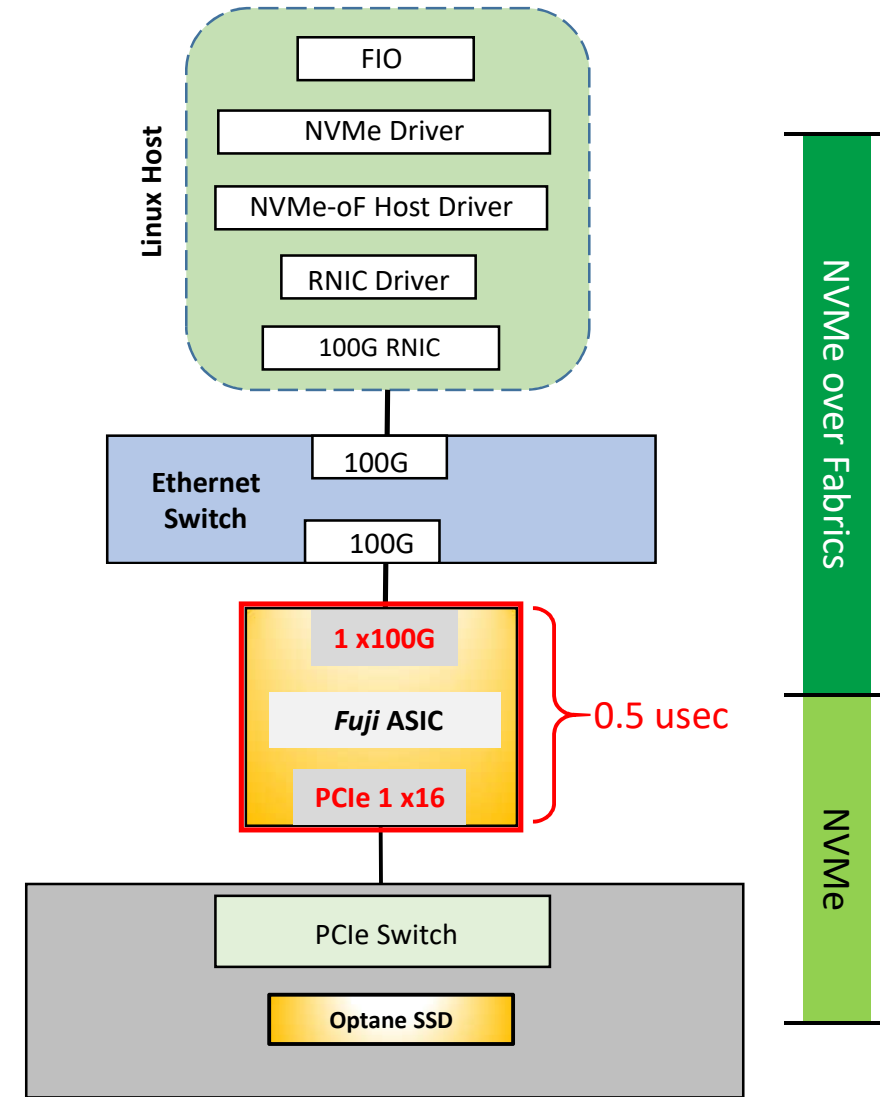 FIO
NVMe Driver
NVMe-oF Host Driver
RNIC Driver
100G RNIC
Linux Host
100G
Ethernet
Switch
100G
1 x100G
Fuji ASIC
PCIe 1 x16
0.5 usec
PCIe Switch
Optane SSD
NVMe over Fabrics
NVMe